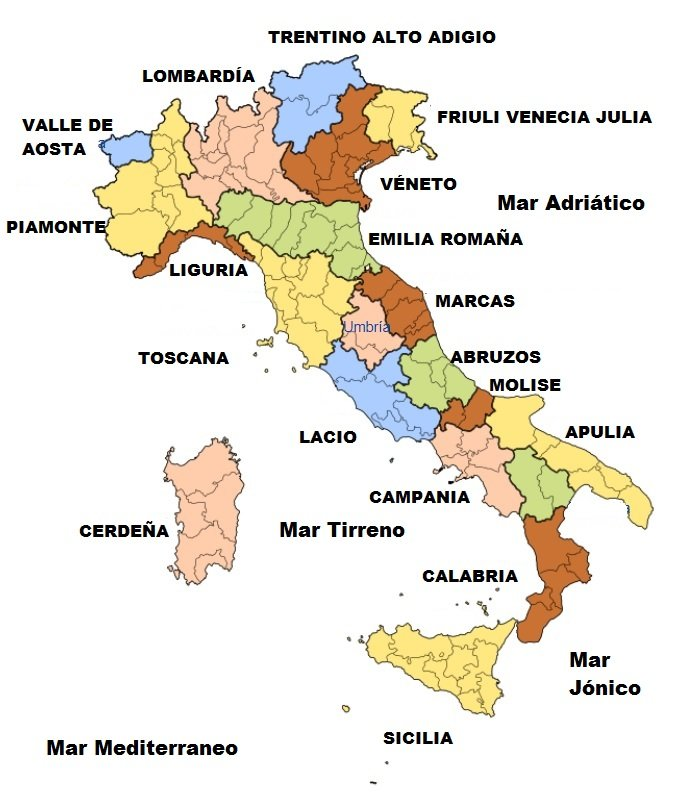 TRENTINO ALTO ADIGIO
LOMBARDÍA
FRIULI VENECIA JULIA
VALLE DE
AOSTA
VÉNETO
Mar Adriático
PIAMONTE
EMILIA ROMAÑA
LIGURIA
MARCAS
Umbría
TOSCANA
ABRUZOS
MOLISE
LACIO
APULIA
CAMPANIA
CERDEÑA
Mar Tirreno
CALABRIA
Mar
Jónico
SICILIA
Mar Mediterraneo